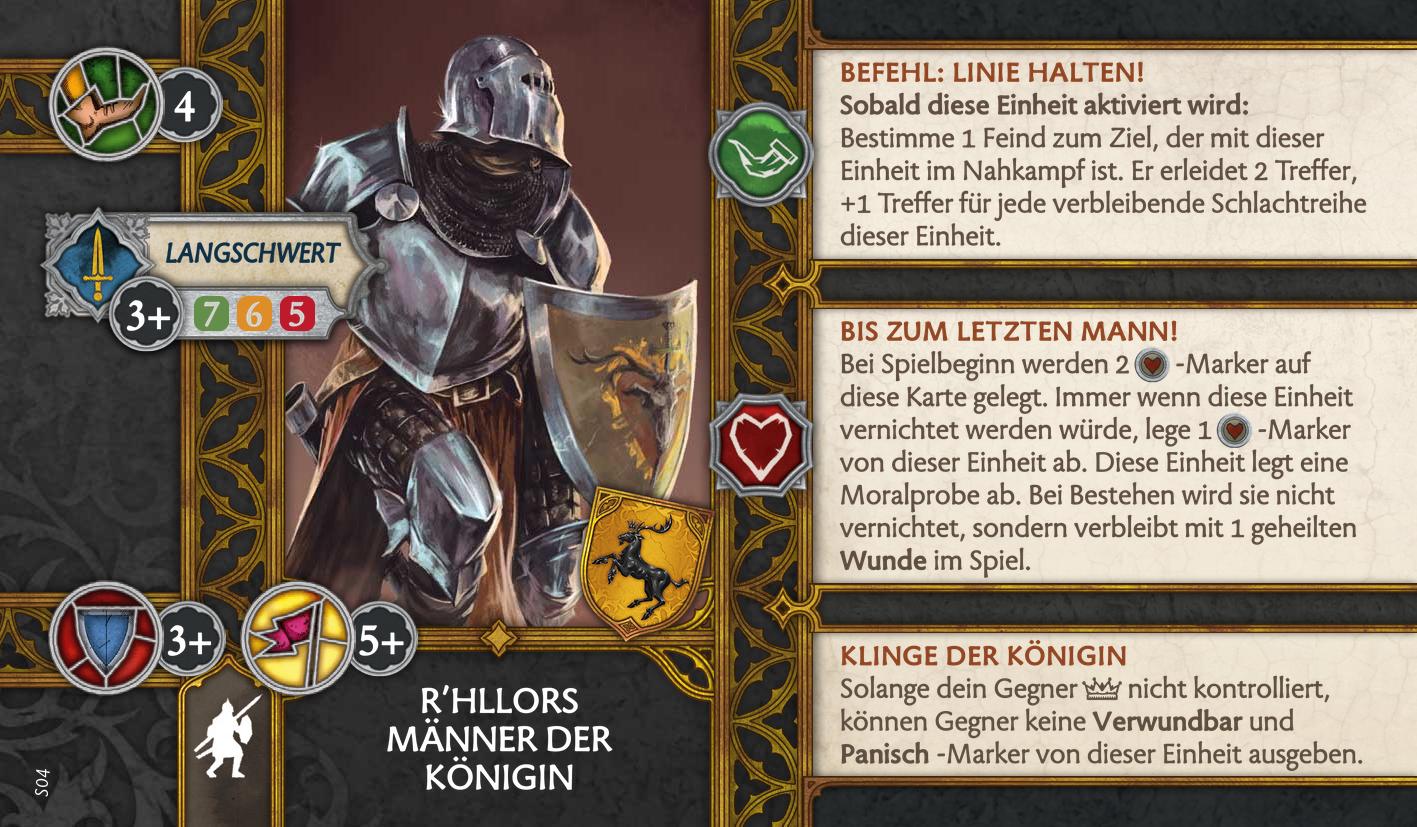 4
LANGSCHWERT
3+ 7 6 5
3+ 5+
R'HLLORS
MÄNNER DER
KÖNIGIN
S04
BEFEHL: LINIE HALTEN!
Sobald diese Einheit aktiviert wird:
Bestimme 1 Feind zum Ziel, der mit dieser
Einheit im Nahkampf ist. Er erleidet 2 Treffer,
+1 Treffer für jede verbleibende Schlachtreihe
dieser Einheit.
BIS ZUM LETZTEN MANN!
Bei Spielbeginn werden 2 -Marker auf
diese Karte gelegt. Immer wenn diese Einheit
vernichtet werden würde, lege 1 -Marker
von dieser Einheit ab. Diese Einheit legt eine
Moralprobe ab. Bei Bestehen wird sie nicht
vernichtet, sondern verbleibt mit 1 geheilten
Wunde im Spiel.
KLINGE DER KÖNIGIN
Solange dein Gegner nicht kontrolliert,
können Gegner keine Verwundbar und
Panisch -Marker von dieser Einheit ausgeben.